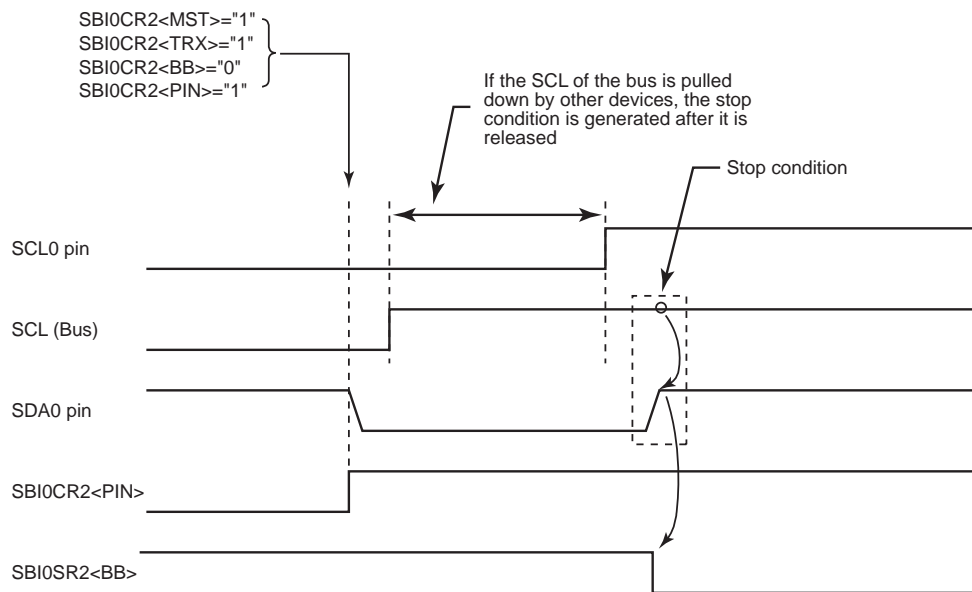 SBI0CR2<MST>="1"
SBI0CR2<TRX>="1"
SBI0CR2<BB>="0"
SBI0CR2<PIN>="1"
If the SCL of the bus is pulled
down by other devices, the stop
condition is generated after it is
released
Stop condition
SCL0 pin
SCL (Bus)
SDA0 pin
SBI0CR2<PIN>
SBI0SR2<BB>